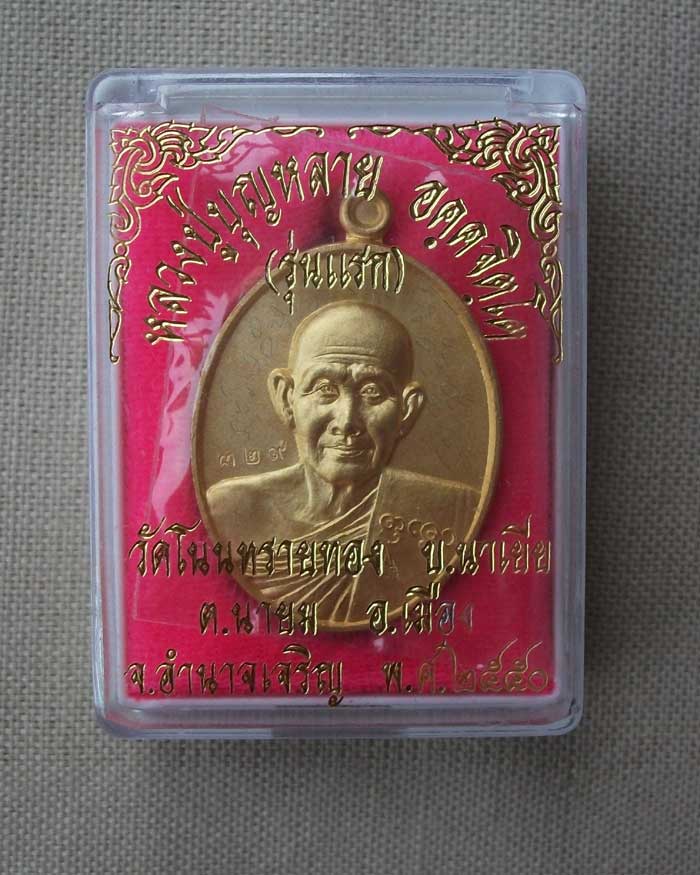 หลวงปู่บุญหลาย อคฺคจิตฺโต
(รุ่นแรก)
๓๒๙
วัดโนนทรายทอง บ.นาเยีย
ต.นายม อ.เมือง
จ.อำนาจเจริญ พ.ศ.๒๕๕๐